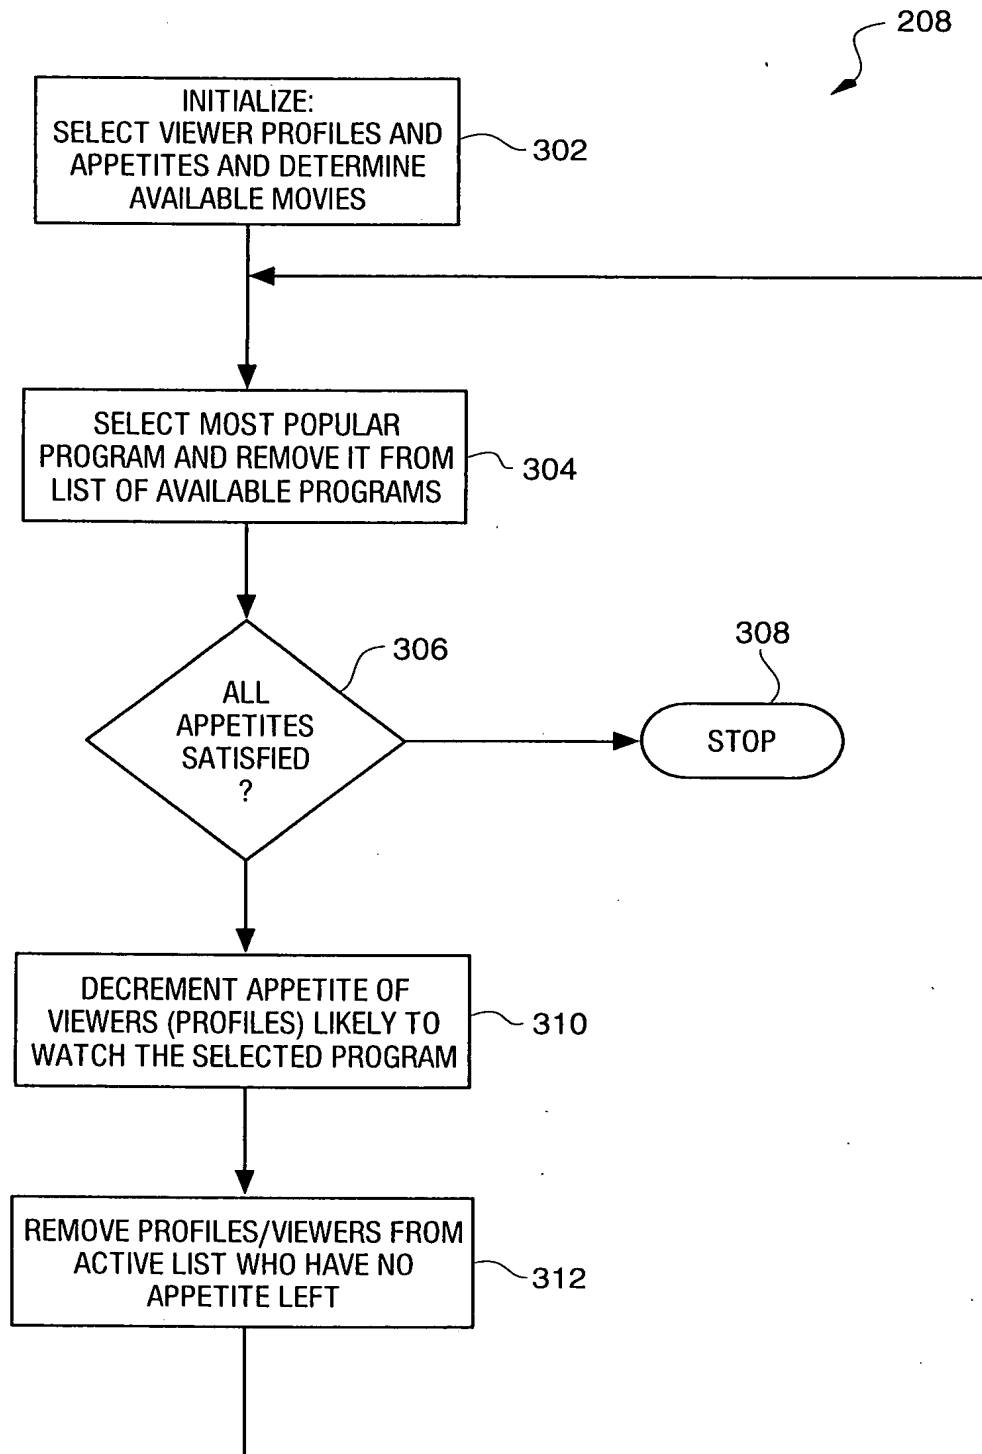 208
INITIALIZE:
SELECT VIEWER PROFILES AND
APPETITES AND DETERMINE
AVAILABLE MOVIES
302
SELECT MOST POPULAR
PROGRAM AND REMOVE IT FROM
LIST OF AVAILABLE PROGRAMS
304
ALL
APPETITES
SATISFIED
?
306
308
STOP
DECREMENT APPETITE OF
VIEWERS (PROFILES) LIKELY TO
WATCH THE SELECTED PROGRAM
310
REMOVE PROFILES/VIEWERS FROM
ACTIVE LIST WHO HAVE NO
APPETITE LEFT
312